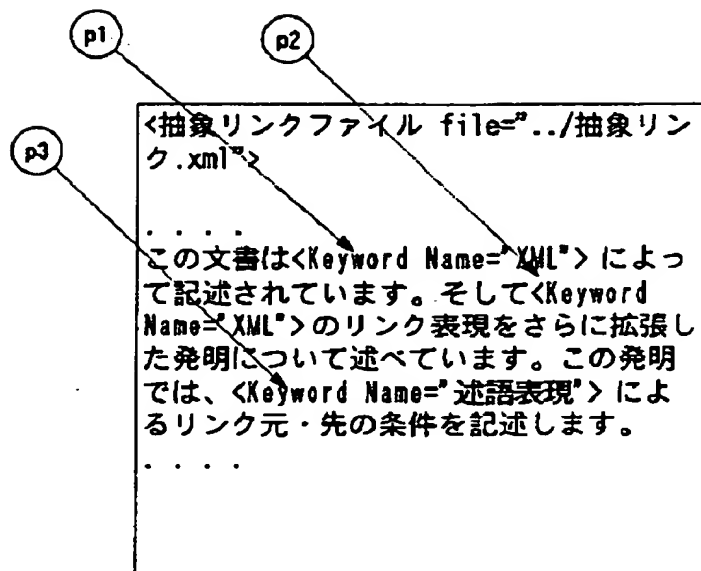 p1
p2
p3
<抽象リンクファイル file="../抽象リン
ク.xml">
. . . .
この文書は<Keyword Name="XML"> によっ
て記述されています。そして<Keyword
Name="XML">のリンク表現をさらに拡張し
た発明について述べています。この発明
では、<Keyword Name="述語表現"> によ
るリンク元・先の条件を記述します。
. . . .